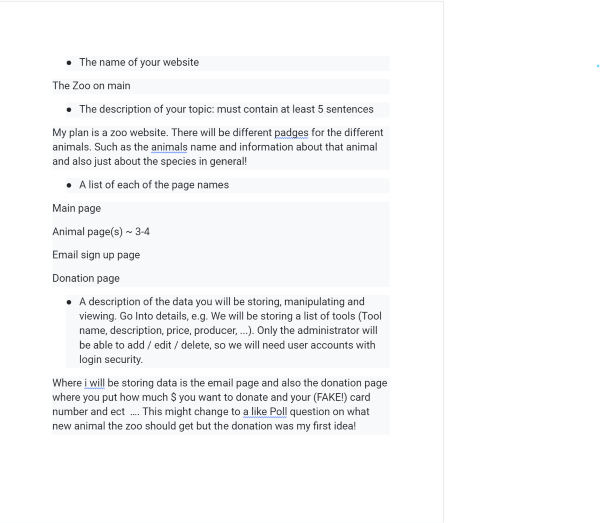 ● The name of your website
The Zoo on main
● The description of your topic: must contain at least 5 sentences
My plan is a zoo website. There will be different padges for the different
animals. Such as the animals name and information about that animal
and also just about the species in general!
● A list of each of the page names
Main page
Animal page(s) ~ 3-4
Email sign up page
Donation page
● A description of the data you will be storing, manipulating and
viewing. Go Into details, e.g. We will be storing a list of tools (Tool
name, description, price, producer, ...). Only the administrator will
be able to add / edit / delete, so we will need user accounts with
login security.
Where i will be storing data is the email page and also the donation page
where you put how much $ you want to donate and your (FAKE!) card
number and ect .... This might change to a like Poll question on what
new animal the zoo should get but the donation was my first idea!